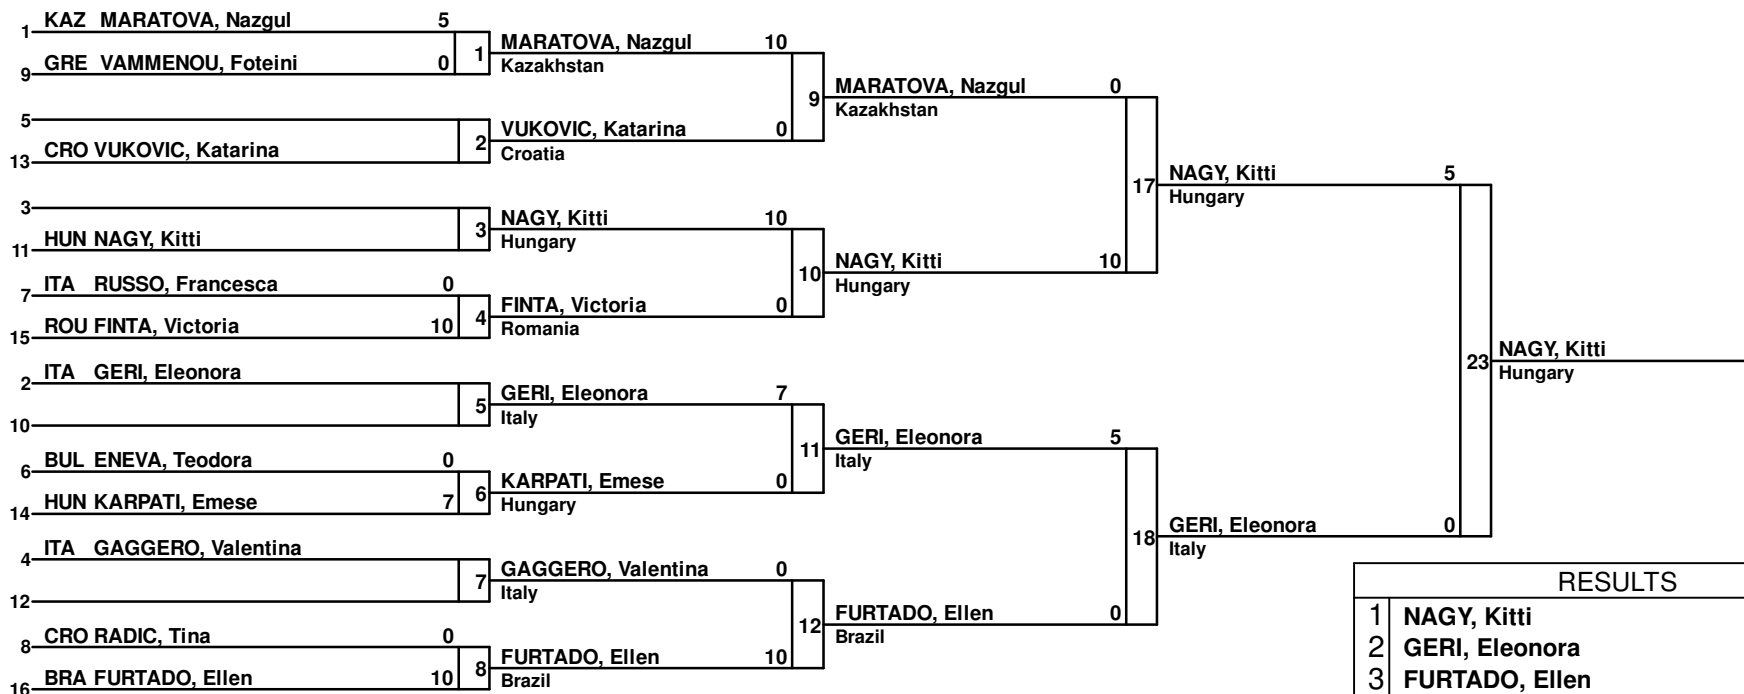 1 KAZ MARATOVA, Nazgul 5
9 GRE VAMMENOU, Foteini 0
1
5
13 CRO VUKOVIC, Katarina
2
3
11 HUN NAGY, Kitti
3
7 ITA RUSSO, Francesca 0
15 ROU FINTA, Victoria 10
4
2 ITA GERI, Eleonora
10
5
6 BUL ENEVA, Teodora 0
14 HUN KARPATI, Emese 7
6
4 ITA GAGGERO, Valentina
12
7
8 CRO RADIC, Tina 0
16 BRA FURTADO, Ellen 10
8
MARATOVA, Nazgul 10
Kazakhstan
VUKOVIC, Katarina 0
Croatia
9
NAGY, Kitti 10
Hungary
FINTA, Victoria 0
Romania
10
GERI, Eleonora 7
Italy
KARPATI, Emese 0
Hungary
11
GAGGERO, Valentina 0
Italy
FURTADO, Ellen 10
Brazil
12
MARATOVA, Nazgul 0
Kazakhstan
NAGY, Kitti 10
Hungary
17
GERI, Eleonora 5
Italy
FURTADO, Ellen 0
Brazil
18
NAGY, Kitti 5
Hungary
GERI, Eleonora 0
Italy
23
NAGY, Kitti
Hungary
RESULTS
1 NAGY, Kitti
2 GERI, Eleonora
3 FURTADO, Ellen